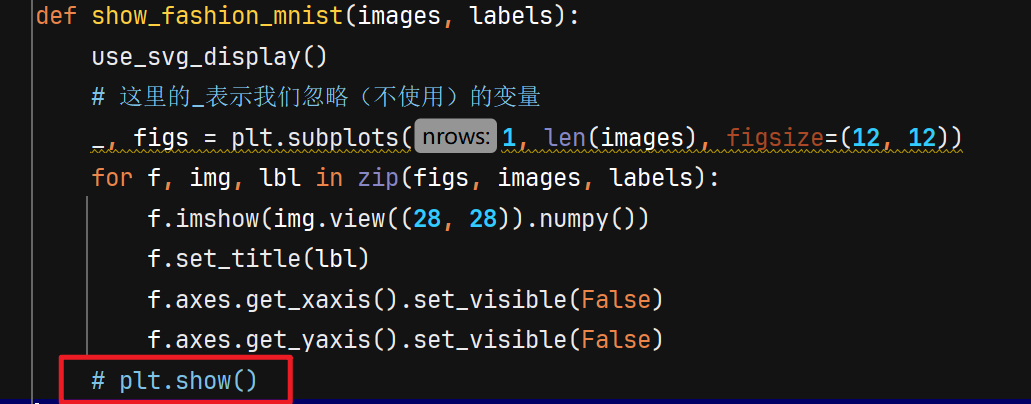 def show_fashion_mnist(images, labels):
use_svg_display()
# 这里的_表示我们忽略（不使用）的变量
_, figs = plt.subplots( nrows: 1, len(images), figsize=(12, 12))
for f, img, lbl in zip(figs, images, labels):
f.imshow(img.view((28, 28)).numpy())
f.set_title(lbl)
f.axes.get_xaxis().set_visible(False)
f.axes.get_yaxis().set_visible(False)
# plt.show()